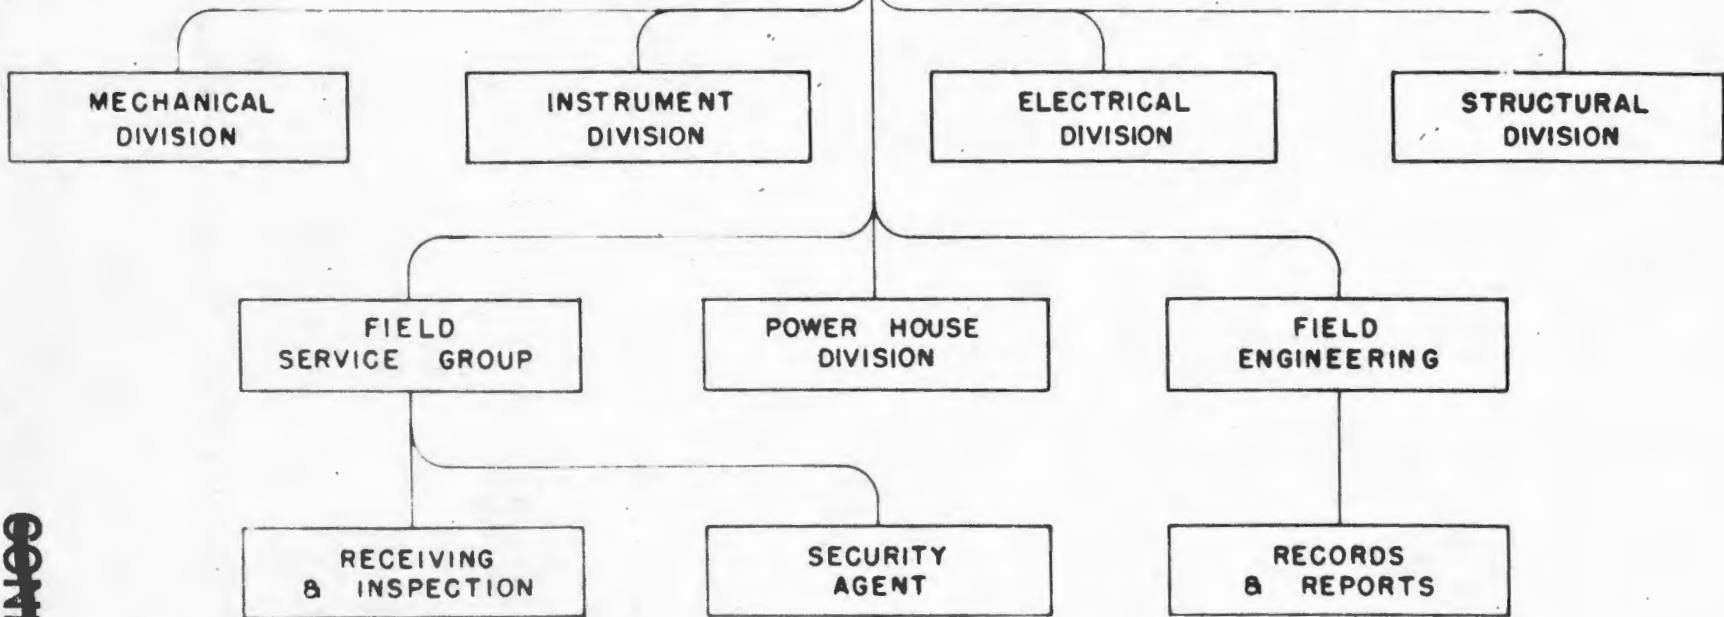 MECHANICAL
DIVISION
INSTRUMENT
DIVISION
ELECTRICAL
DIVISION
STRUCTURAL
DIVISION
FIELD
SERVICE GROUP
POWER HOUSE
DIVISION
FIELD
ENGINEERING
RECEIVING
& INSPECTION
SECURITY
AGENT
RECORDS
& REPORTS